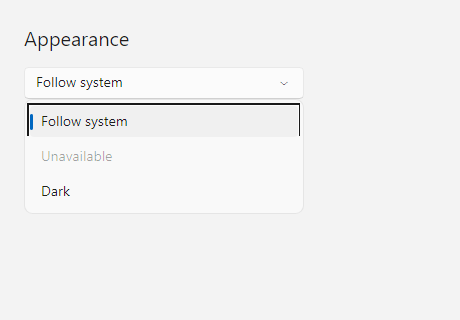 Appearance
Follow system
Follow system
Unavailable
Dark